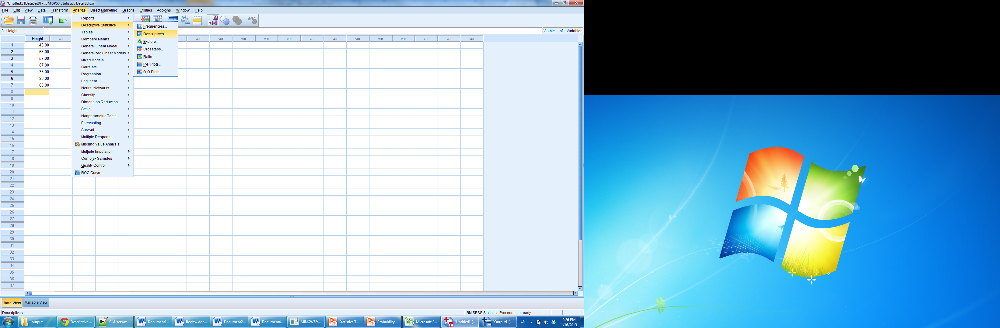 *Untitled1 [DataSet0] - IBM SPSS Statistics Data Editor
File Edit View Data Transform Analyze Direct Marketing Graphs Utilities Add-ons Window Help
8 : Height
Visible: 1 of 1 Variables
Reports
Descriptive Statistics
Tables
Compare Means
General Linear Model
Generalized Linear Models
Mixed Models
Correlate
Regression
Loglinear
Neural Networks
Classify
Dimension Reduction
Scale
Nonparametric Tests
Forecasting
Survival
Multiple Response
Missing Value Analysis...
Multiple Imputation
Complex Samples
Quality Control
ROC Curve...
Frequencies...
Descriptives...
Explore...
Crosstabs...
Ratio...
P-P Plots...
Q-Q Plots...
Height var var var var var var var var var var var var var var
1 45.00
2 63.00
3 57.00
4 87.00
5 35.00
6 98.00
7 65.00
8
9
10
11
12
13
14
15
16
17
18
19
20
21
22
23
24
25
26
27
28
29
30
31
32
33
34
35
36
37
Data View Variable View
Descriptives...
IBM SPSS Statistics Processor is ready
output Descriptive ... C:\Users\m... Document1... Review.doc... Document2... Document4... MINGW32:... Statistics T... Probability... Microsoft E... *Untitled1 [... *Output1 [... EN 2:26 PM
1/16/2013